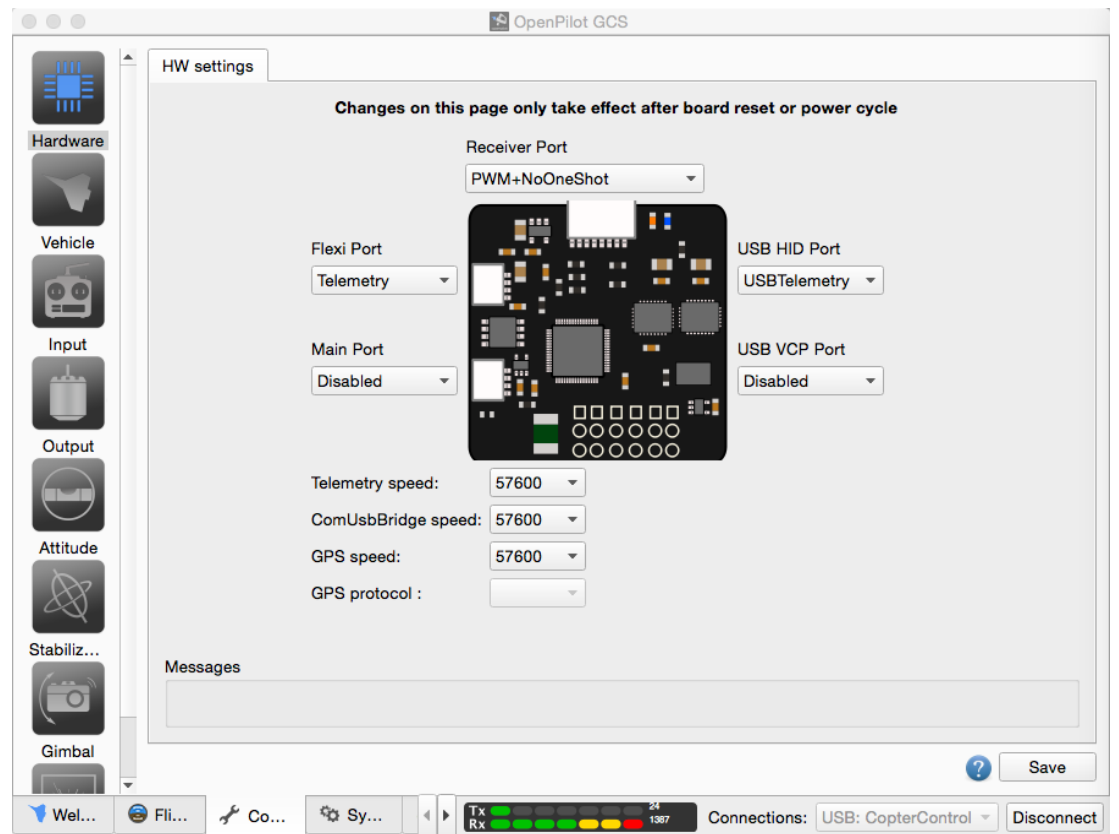 OpenPilot GCS
HW settings
Changes on this page only take effect after board reset or power cycle
Hardware
Receiver Port
PWM+NoOneShot
Vehicle
Flexi Port
USB HID Port
Telemetry
USBTelemetry
Input
Main Port
USB VCP Port
Disabled
Disabled
Output
Telemetry speed:
57600
ComUsbBridge speed:
57600
Attitude
GPS speed:
57600
GPS protocol :
Stabiliz...
Messages
Gimbal
?
Save
Wel...
Fli...
Co...
Sy...
Tx
24
Rx
1387
Connections:
USB: CopterControl
Disconnect